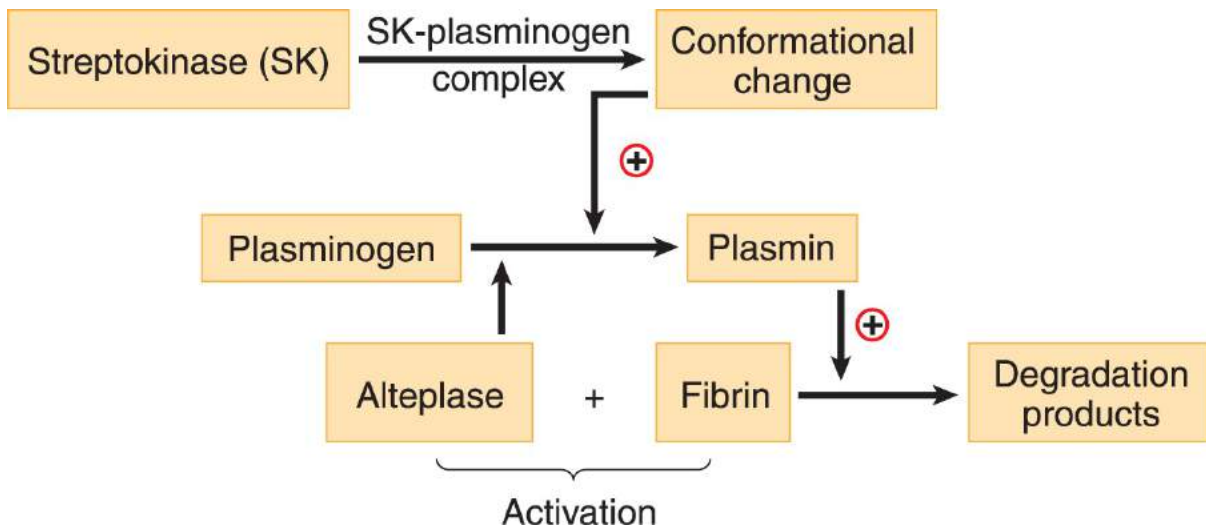 Streptokinase (SK)
SK-plasminogen
complex
Conformational
change
+
Plasminogen
Plasmin
+
Alteplase
+
Fibrin
Degradation
products
Activation